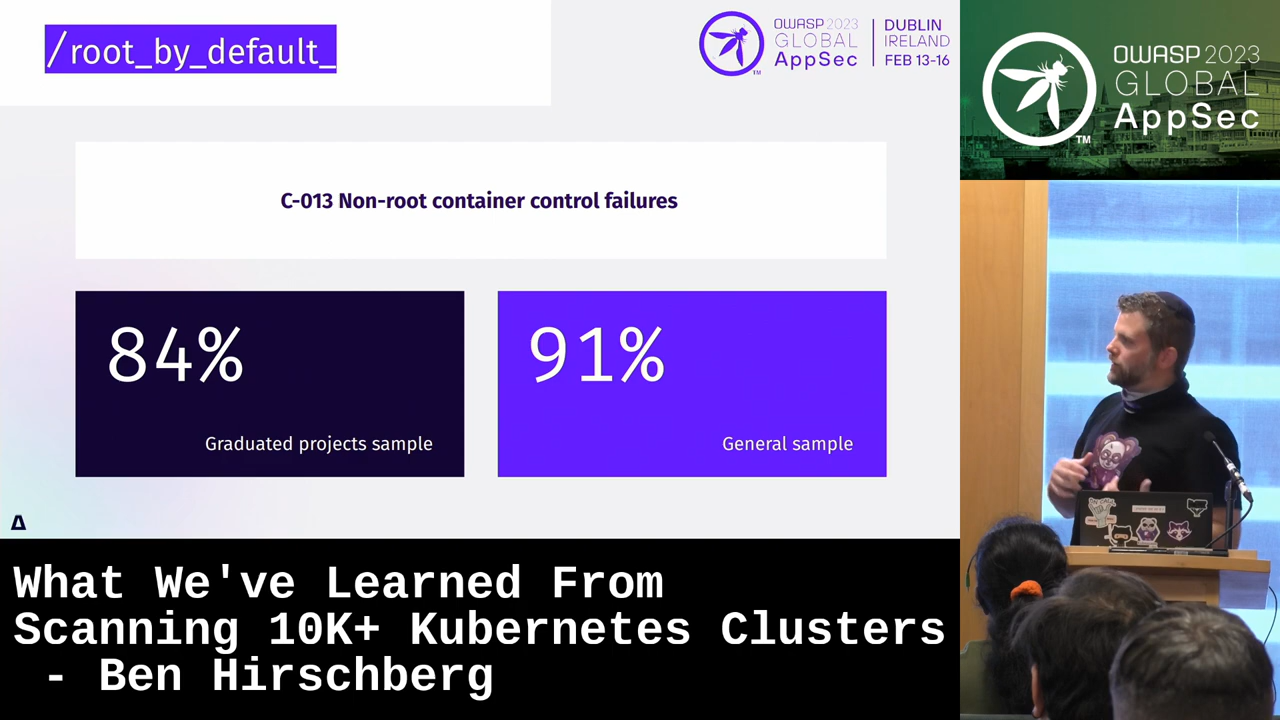 /root_by_default_
OWASP 2023
GLOBAL
AppSec
TM
DUBLIN
IRELAND
FEB 13-16
C-013 Non-root container control failures
84%
Graduated projects sample
91%
General sample
What We've Learned From
Scanning 10K+ Kubernetes Clusters
- Ben Hirschberg
OWASP 2023
GLOBAL
AppSec
TM